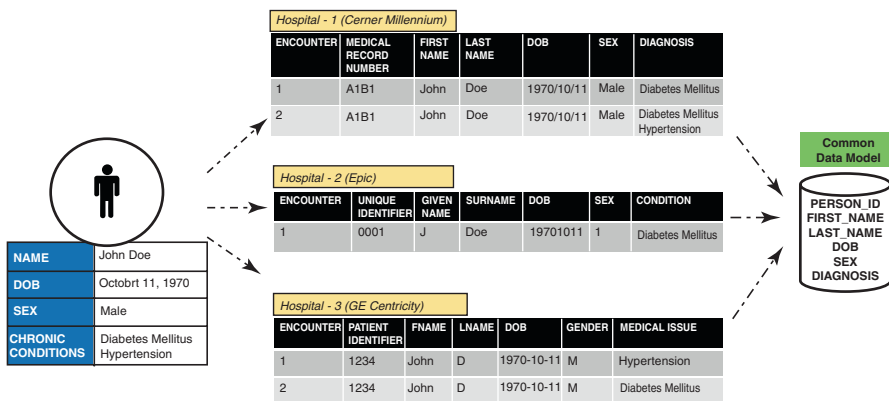 Hospital - 1 (Cerner Millennium)
ENCOUNTER MEDICAL RECORD NUMBER FIRST NAME LAST NAME DOB SEX DIAGNOSIS
1 A1B1 John Doe 1970/10/11 Male Diabetes Mellitus
2 A1B1 John Doe 1970/10/11 Male Diabetes Mellitus Hypertension
Hospital - 2 (Epic)
ENCOUNTER UNIQUE IDENTIFIER GIVEN NAME SURNAME DOB SEX CONDITION
1 0001 J Doe 19701011 1 Diabetes Mellitus
Hospital - 3 (GE Centricity)
ENCOUNTER PATIENT IDENTIFIER FNAME LNAME DOB GENDER MEDICAL ISSUE
1 1234 John D 1970-10-11 M Hypertension
2 1234 John D 1970-10-11 M Diabetes Mellitus
NAME John Doe
DOB Octobrt 11, 1970
SEX Male
CHRONIC CONDITIONS Diabetes Mellitus Hypertension
Common
Data Model
PERSON_ID
FIRST_NAME
LAST_NAME
DOB
SEX
DIAGNOSIS